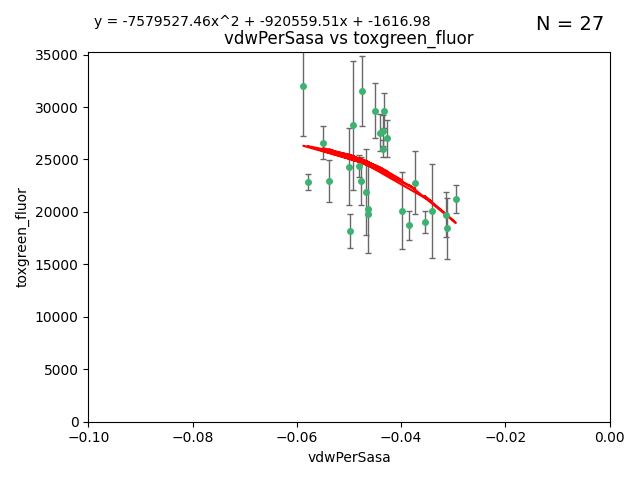 y = -7579527.46x^2 + -920559.51x + -1616.98
N = 27
vdwPerSasa vs toxgreen_fluor
35000
30000
25000
20000
15000
10000
5000
0
toxgreen_fluor
−0.10
−0.08
−0.06
−0.04
−0.02
0.00
vdwPerSasa